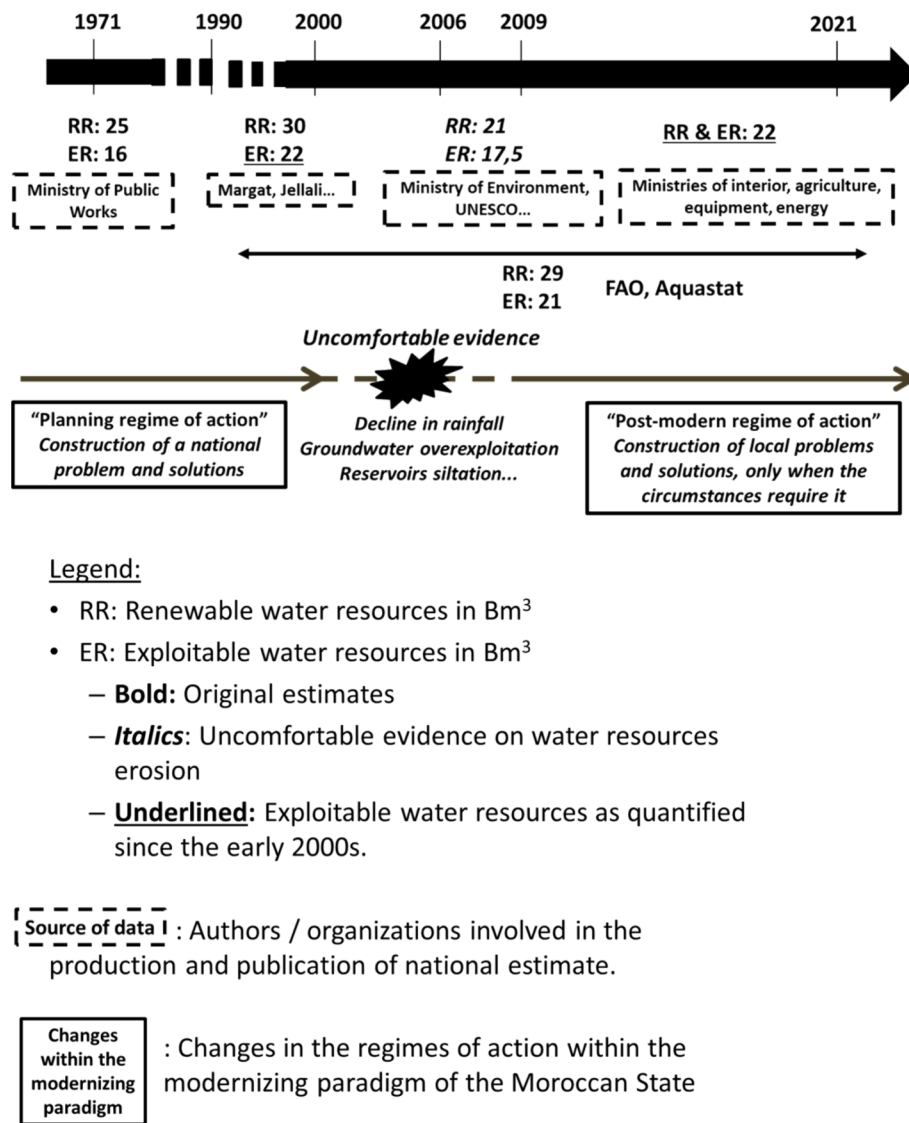 1971 1990 2000 2006 2009 2021
RR: 25
ER: 16
Ministry of Public
Works
RR: 30
ER: 22
Margat, Jellali...
RR: 21
ER: 17,5
Ministry of Environment,
UNESCO...
RR & ER: 22
Ministries of interior, agriculture,
equipment, energy
RR: 29
ER: 21
FAO, Aquastat
Uncomfortable evidence
"Planning regime of action"
Construction of a national
problem and solutions
Decline in rainfall
Groundwater overexploitation
Reservoirs siltation...
"Post-modern regime of action"
Construction of local problems
and solutions, only when the
circumstances require it
Legend:
• RR: Renewable water resources in Bm³
• ER: Exploitable water resources in Bm³
– Bold: Original estimates
– Italics: Uncomfortable evidence on water resources
erosion
– Underlined: Exploitable water resources as quantified
since the early 2000s.
Source of data : Authors / organizations involved in the
production and publication of national estimate.
Changes
within the
modernizing
paradigm
: Changes in the regimes of action within the
modernizing paradigm of the Moroccan State